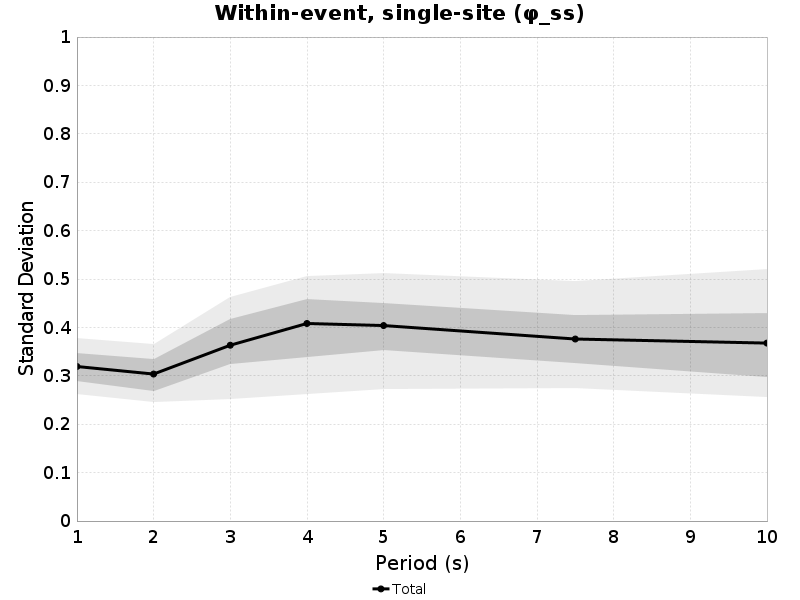 Within-event, single-site (φ_ss)
1
0.9
0.8
0.7
0.6
0.5
0.4
0.3
0.2
0.1
0
Standard Deviation
1 2 3 4 5 6 7 8 9 10
Period (s)
Total